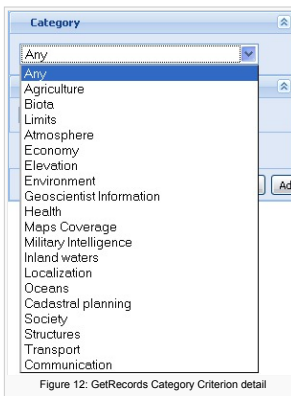 Category
Any
Any
Agriculture
Biota
Limits
Atmosphere
Economy
Elevation
Environment
Geoscientist Information
Health
Ad
Maps Coverage
Military Intelligence
Inland waters
Localization
Oceans
Cadastral planning
Society
Structures
Transport
Communication
Figure 12: GetRecords Category Criterion detail